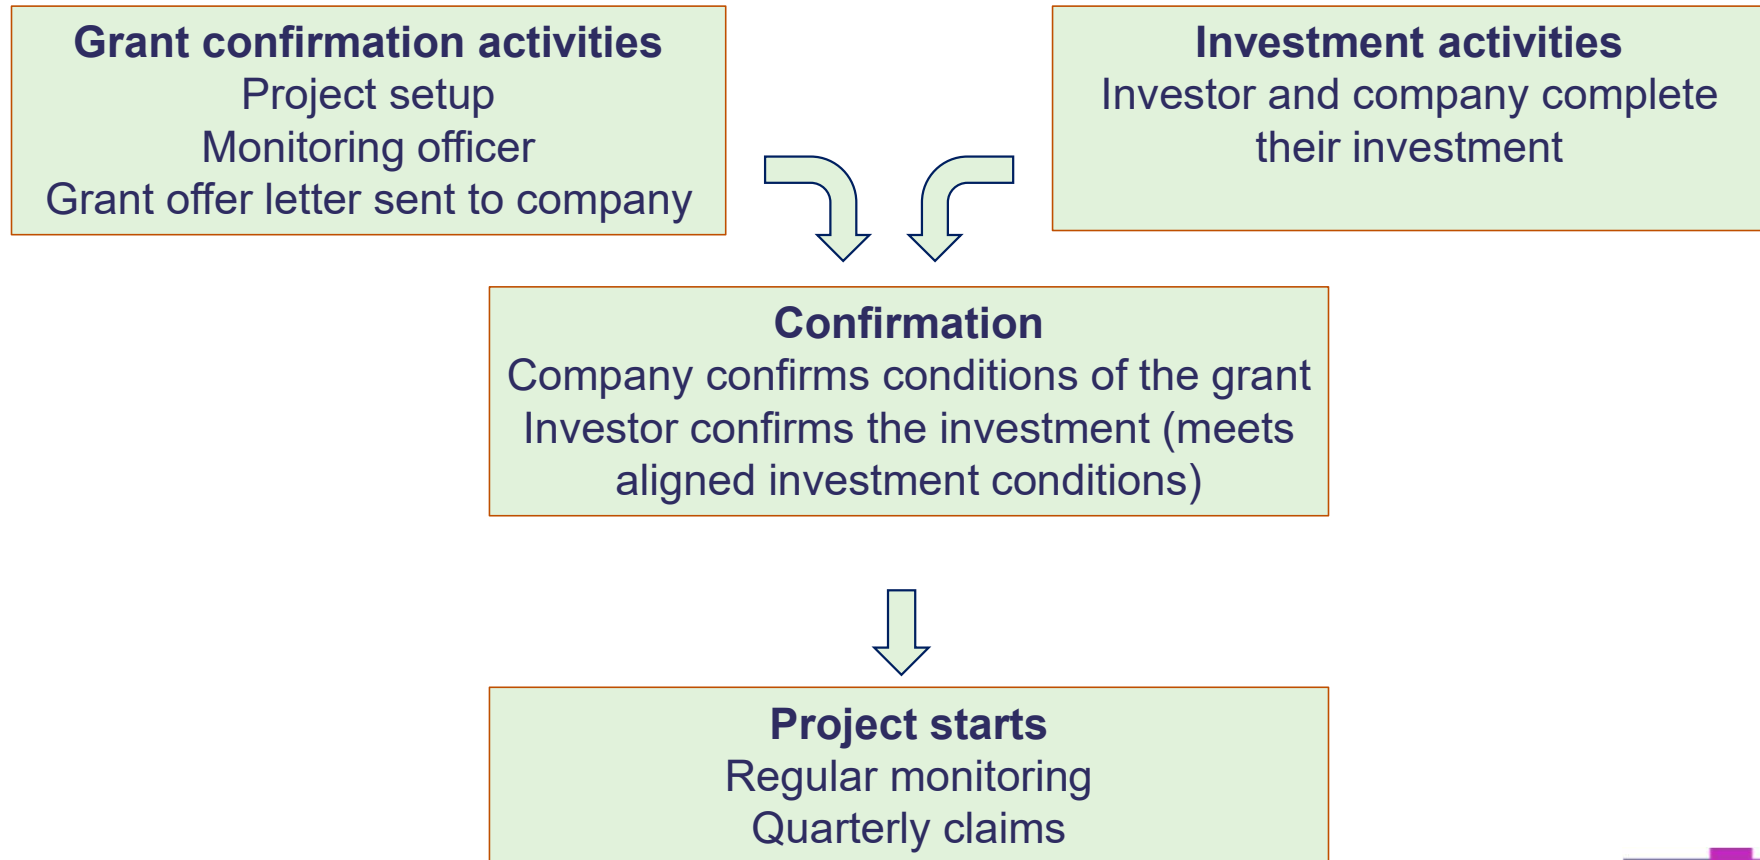 Grant confirmation activities
Project setup
Monitoring officer
Grant offer letter sent to company
Investment activities
Investor and company complete
their investment
Confirmation
Company confirms conditions of the grant
Investor confirms the investment (meets
aligned investment conditions)
Project starts
Regular monitoring
Quarterly claims